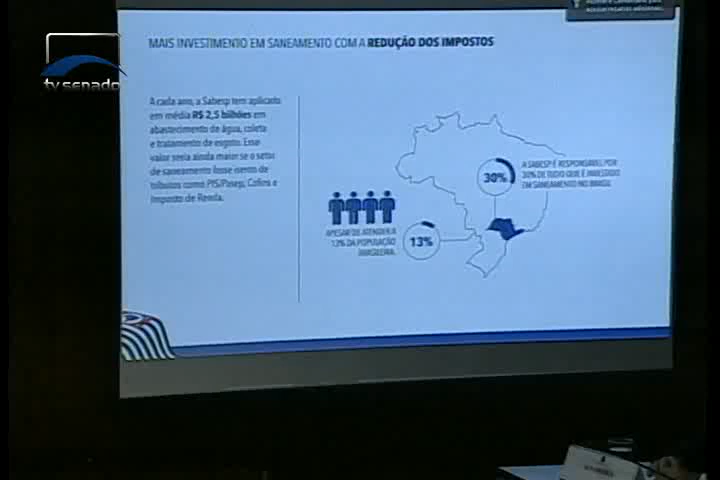 tv senado
MAIS INVESTIMENTO EM SANEAMENTO COM A REDUÇÃO DOS IMPOSTOS
A cada ano, a Sabesp tem aplicado
em média R$ 2,5 bilhões em
abastecimento de água, coleta
e tratamento de esgoto. Esse
valor seria ainda maior se o setor
de saneamento fosse isento de
tributos como PIS/Pasep, Cofins e
Imposto de Renda.
30%
A SABESP É RESPONSÁVEL POR
30% DE TUDO QUE É INVESTIDO
EM SANEAMENTO NO BRASIL
APESAR DE ATENDER A
13% DA POPULAÇÃO
BRASILEIRA.
13%